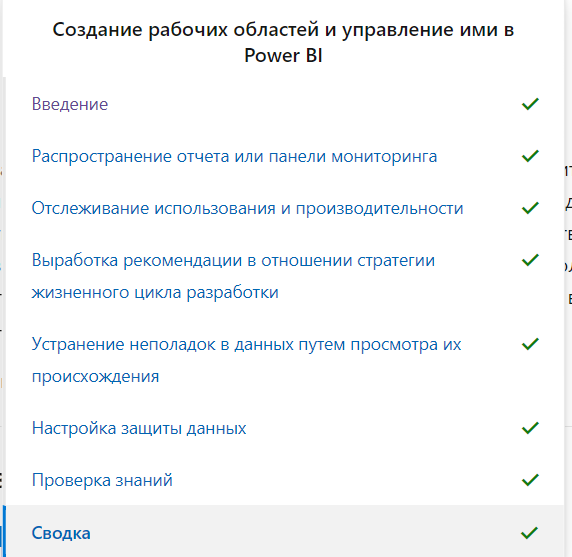 Создание рабочих областей и управление ими в
Power BI
Введение
Распространение отчета или панели мониторинга
Отслеживание использования и производительности
Выработка рекомендации в отношении стратегии
жизненного цикла разработки
Устранение неполадок в данных путем просмотра их
происхождения
Настройка защиты данных
Проверка знаний
Сводка